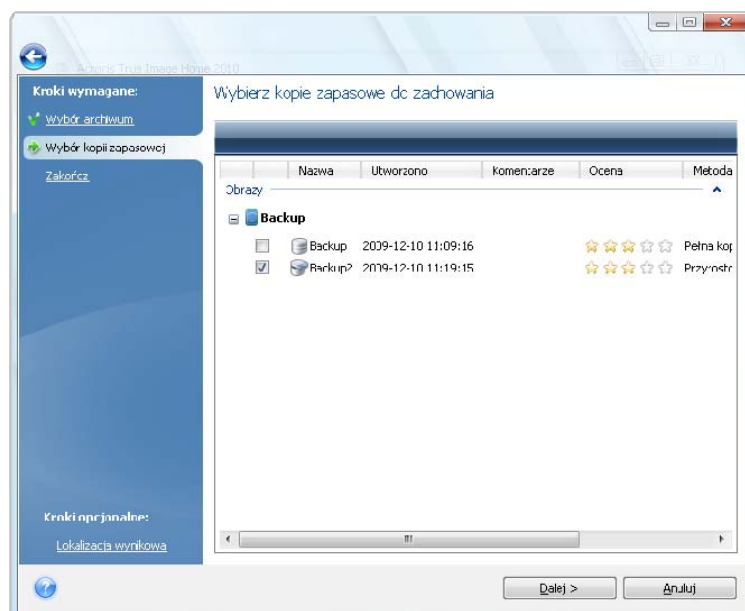 Acronis True Image Home 2010
Kroki wymagane:
Wybór archiwum
Wybór kopii zapasowej
Zakończ
Wybierz kopie zapasowe do zachowania
Nazwa Utworzono Komentarze Ocena Metoda
Obrazy
Backup
Backup 2009-12-10 11:09:16 Pełna kop
Backup2 2009-12-10 11:19:15 Przyrosto
Kroki opcjonalne:
Lokalizacja wynikowa
Dalej >
Anuluj